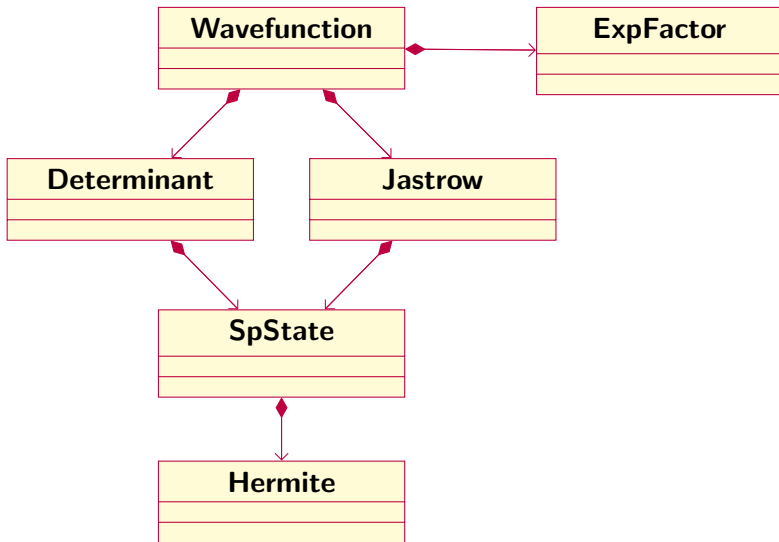 Wavefunction
ExpFactor
Determinant
Jastrow
SpState
Hermite